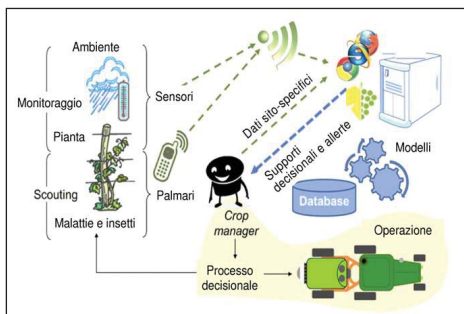 Ambiente
Monitoraggio
Sensori
Pianta
Scouting
Palmari
Malattie e insetti
Dati sito-specifici
Supporti
decisionali e allerte
Modelli
Database
Crop
manager
Operazione
Processo
decisionale